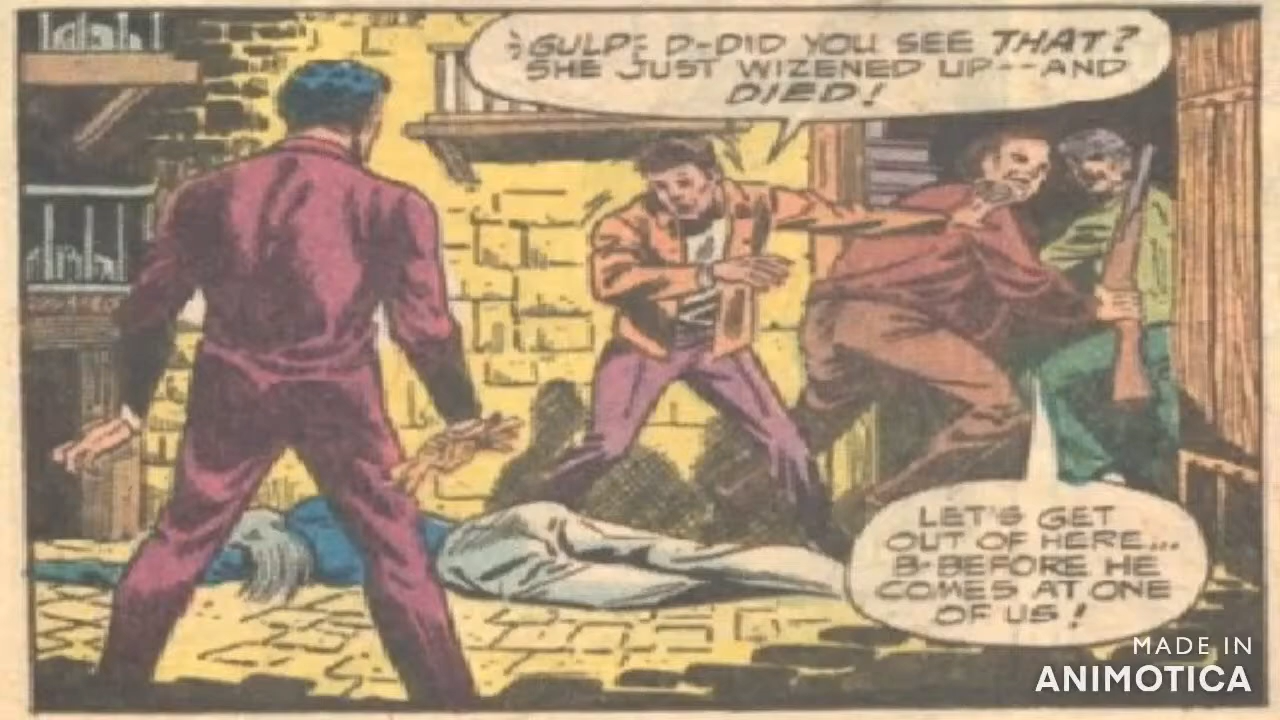 GULP: D-DID YOU SEE THAT?
SHE JUST WIZENED UP--AND
DIED!
LET'S GET
OUT OF HERE...
B-BEFORE HE
COMES AT ONE
OF US!
MADE IN
ANIMOTICA